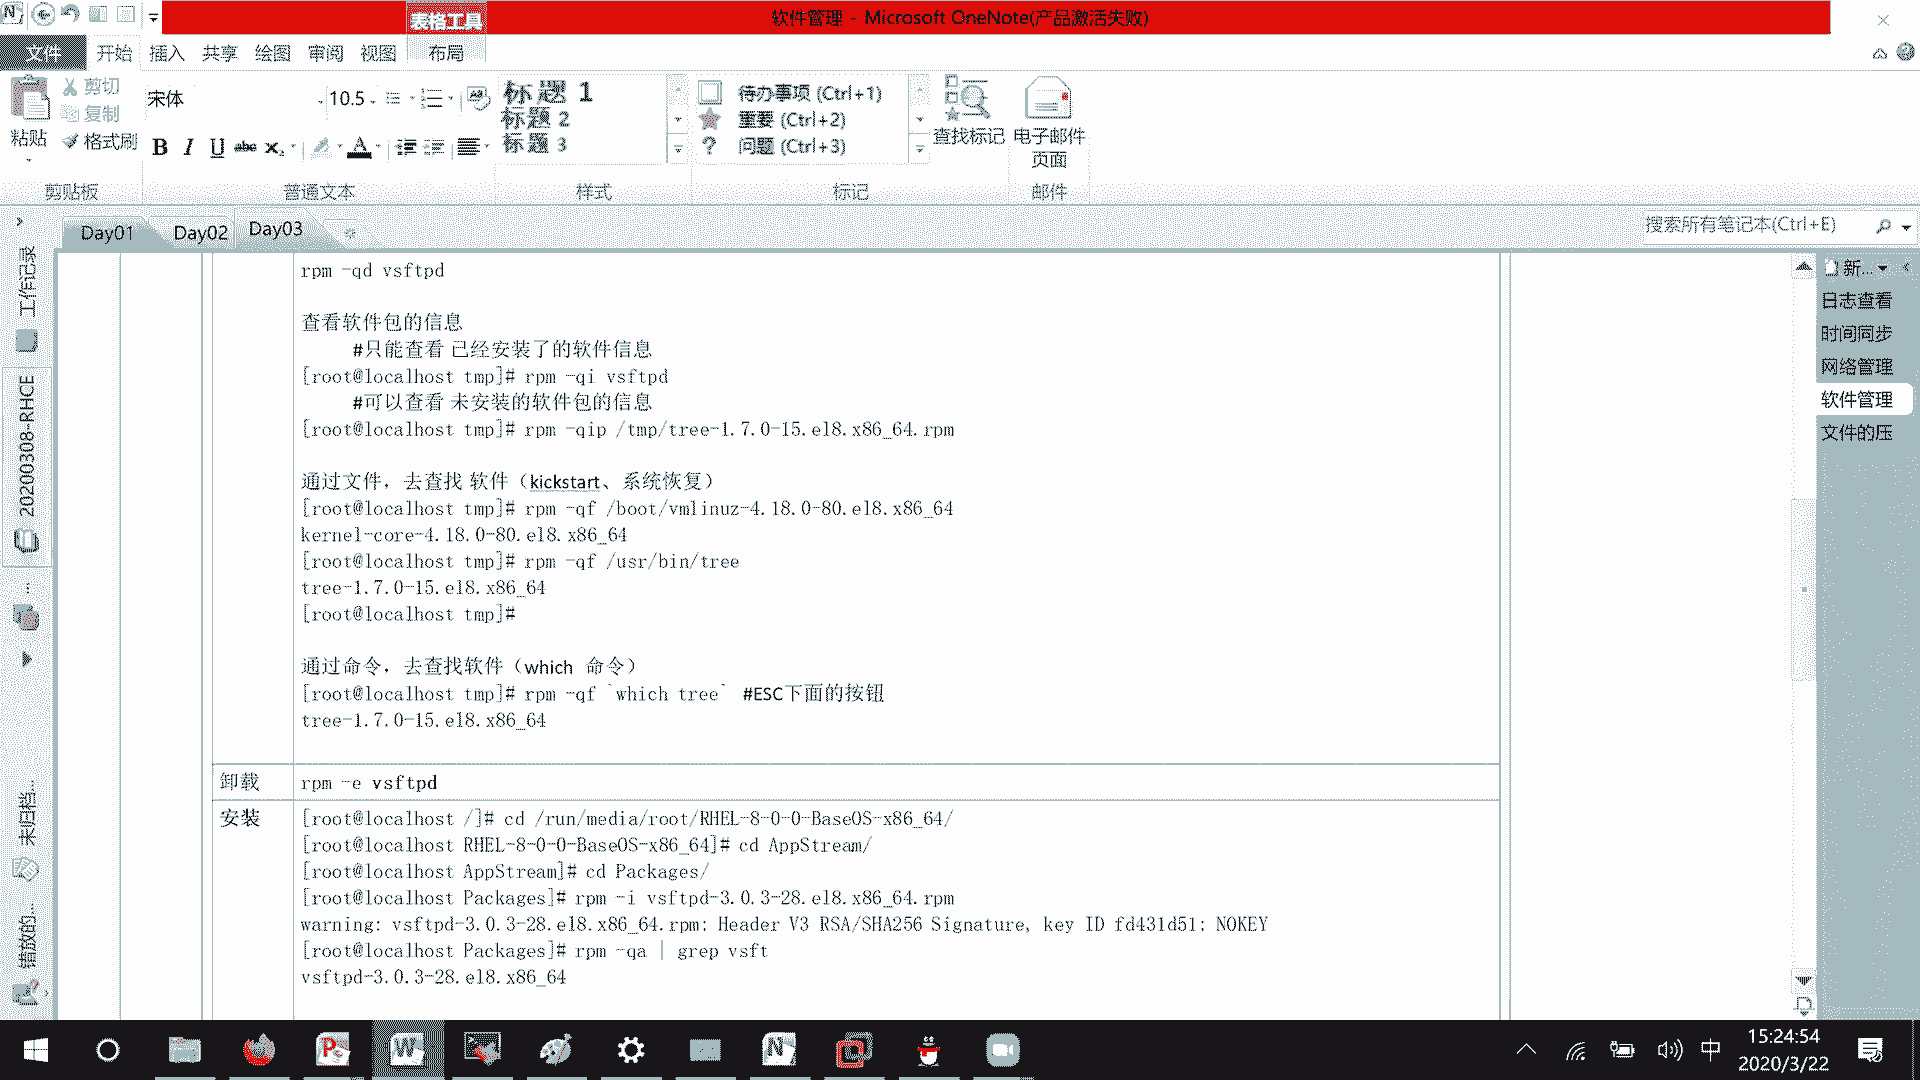 表格工具
软件管理 - Microsoft OneNote(产品激活失败)
文件 开始 插入 共享 绘图 审阅 视图 布局
粘贴
剪切
复制
格式刷
剪贴板
宋体 10.5
B I U abc x₂ A
普通文本
标题 1
标题 2
标题 3
样式
待办事项 (Ctrl+1)
重要 (Ctrl+2)
问题 (Ctrl+3)
标记
查找标记
电子邮件
页面
邮件
Day01 Day02 Day03
搜索所有笔记本(Ctrl+E)
工作记录
20200308-RHCE
未归档...
错放的...
rpm -qd vsftpd
查看软件包的信息
#只能查看 已经安装了的软件信息
[root@localhost tmp]# rpm -qi vsftpd
#可以查看 未安装的软件包的信息
[root@localhost tmp]# rpm -qip /tmp/tree-1.7.0-15.el8.x86_64.rpm
通过文件，去查找 软件（kickstart、系统恢复）
[root@localhost tmp]# rpm -qf /boot/vmlinuz-4.18.0-80.el8.x86_64
kernel-core-4.18.0-80.el8.x86_64
[root@localhost tmp]# rpm -qf /usr/bin/tree
tree-1.7.0-15.el8.x86_64
[root@localhost tmp]#
通过命令，去查找软件（which 命令）
[root@localhost tmp]# rpm -qf `which tree` #ESC下面的按钮
tree-1.7.0-15.el8.x86_64
卸载 rpm -e vsftpd
安装 [root@localhost /]# cd /run/media/root/RHEL-8-0-0-BaseOS-x86_64/
[root@localhost RHEL-8-0-0-BaseOS-x86_64]# cd AppStream/
[root@localhost AppStream]# cd Packages/
[root@localhost Packages]# rpm -i vsftpd-3.0.3-28.el8.x86_64.rpm
warning: vsftpd-3.0.3-28.el8.x86_64.rpm: Header V3 RSA/SHA256 Signature, key ID fd431d51: NOKEY
[root@localhost Packages]# rpm -qa | grep vsft
vsftpd-3.0.3-28.el8.x86_64
新...
日志查看
时间同步
网络管理
软件管理
文件的压
中
15:24:54
2020/3/22